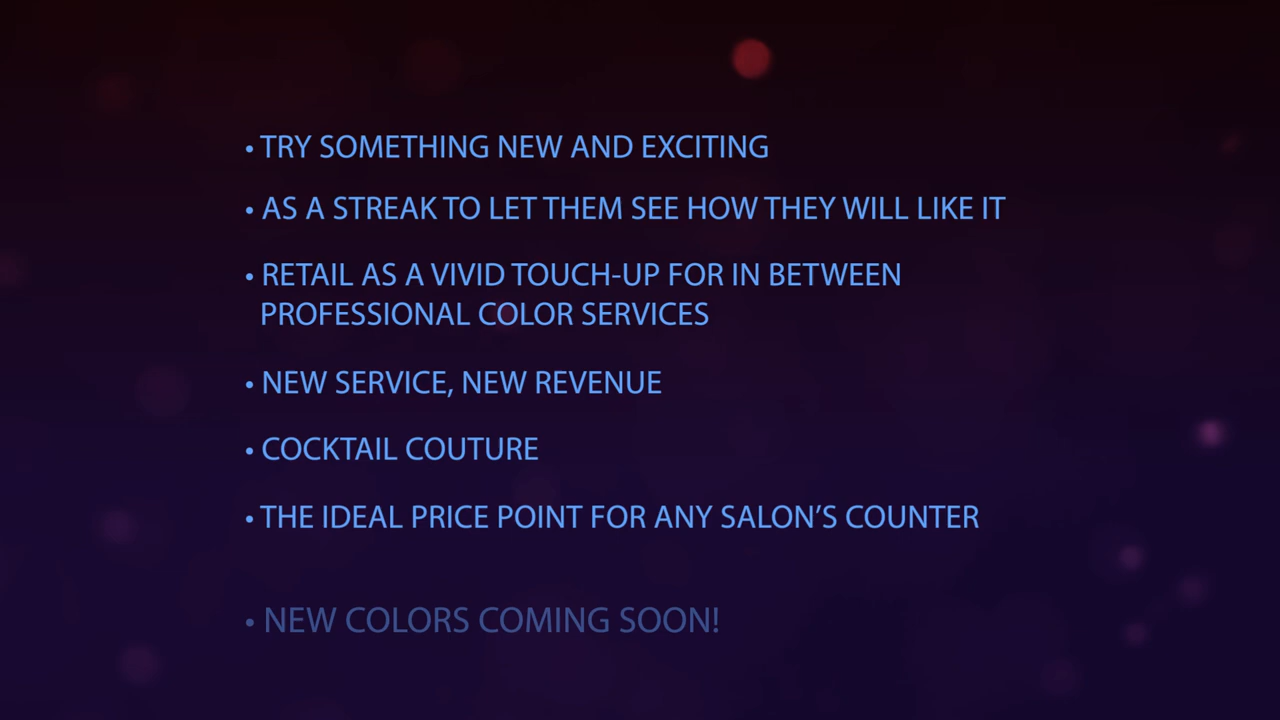 • TRY SOMETHING NEW AND EXCITING
• AS A STREAK TO LET THEM SEE HOW THEY WILL LIKE IT
• RETAIL AS A VIVID TOUCH-UP FOR IN BETWEEN
PROFESSIONAL COLOR SERVICES
• NEW SERVICE, NEW REVENUE
• COCKTAIL COUTURE
• THE IDEAL PRICE POINT FOR ANY SALON’S COUNTER
• NEW COLORS COMING SOON!